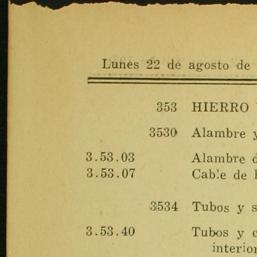 Lunes 22 de agosto de
353 HIERRO
3530 Alambre y
3.53.03 Alambre d
3.53.07 Cable de
3534 Tubos y s
3.53.40 Tubos y c
interior